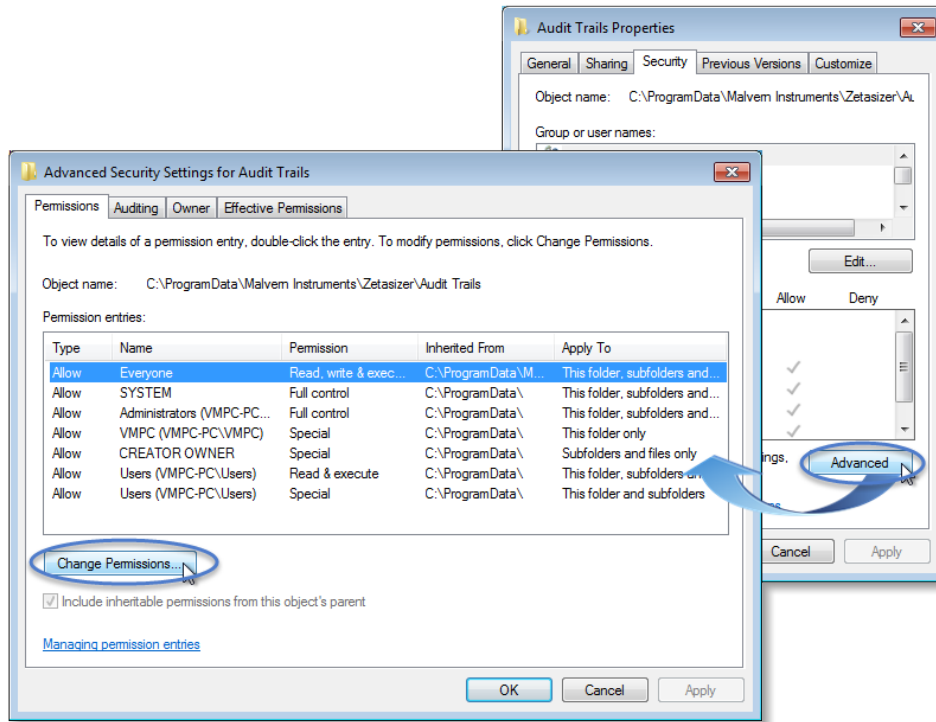 Audit Trails Properties
General Sharing Security Previous Versions Customize
Object name: C:\ProgramData\Malvern Instruments\Zetasizer\Au
Group or user names:
Edit...
Allow Deny
ings,
Advanced
Cancel Apply
Advanced Security Settings for Audit Trails
Permissions Auditing Owner Effective Permissions
To view details of a permission entry, double-click the entry. To modify permissions, click Change Permissions.
Object name: C:\ProgramData\Malvern Instruments\Zetasizer\Audit Trails
Permission entries:
Type Name Permission Inherited From Apply To
Allow Everyone Read, write & exec... C:\ProgramData\M... This folder, subfolders and...
Allow SYSTEM Full control C:\ProgramData\ This folder, subfolders and...
Allow Administrators (VMPC-PC... Full control C:\ProgramData\ This folder, subfolders and...
Allow VMPC (VMPC-PC\VMPC) Special C:\ProgramData\ This folder only
Allow CREATOR OWNER Special C:\ProgramData\ Subfolders and files only
Allow Users (VMPC-PC\Users) Read & execute C:\ProgramData\ This folder, subfolders an...
Allow Users (VMPC-PC\Users) Special C:\ProgramData\ This folder and subfolders
Change Permissions...
Include inheritable permissions from this object's parent
Managing permission entries
OK Cancel Apply